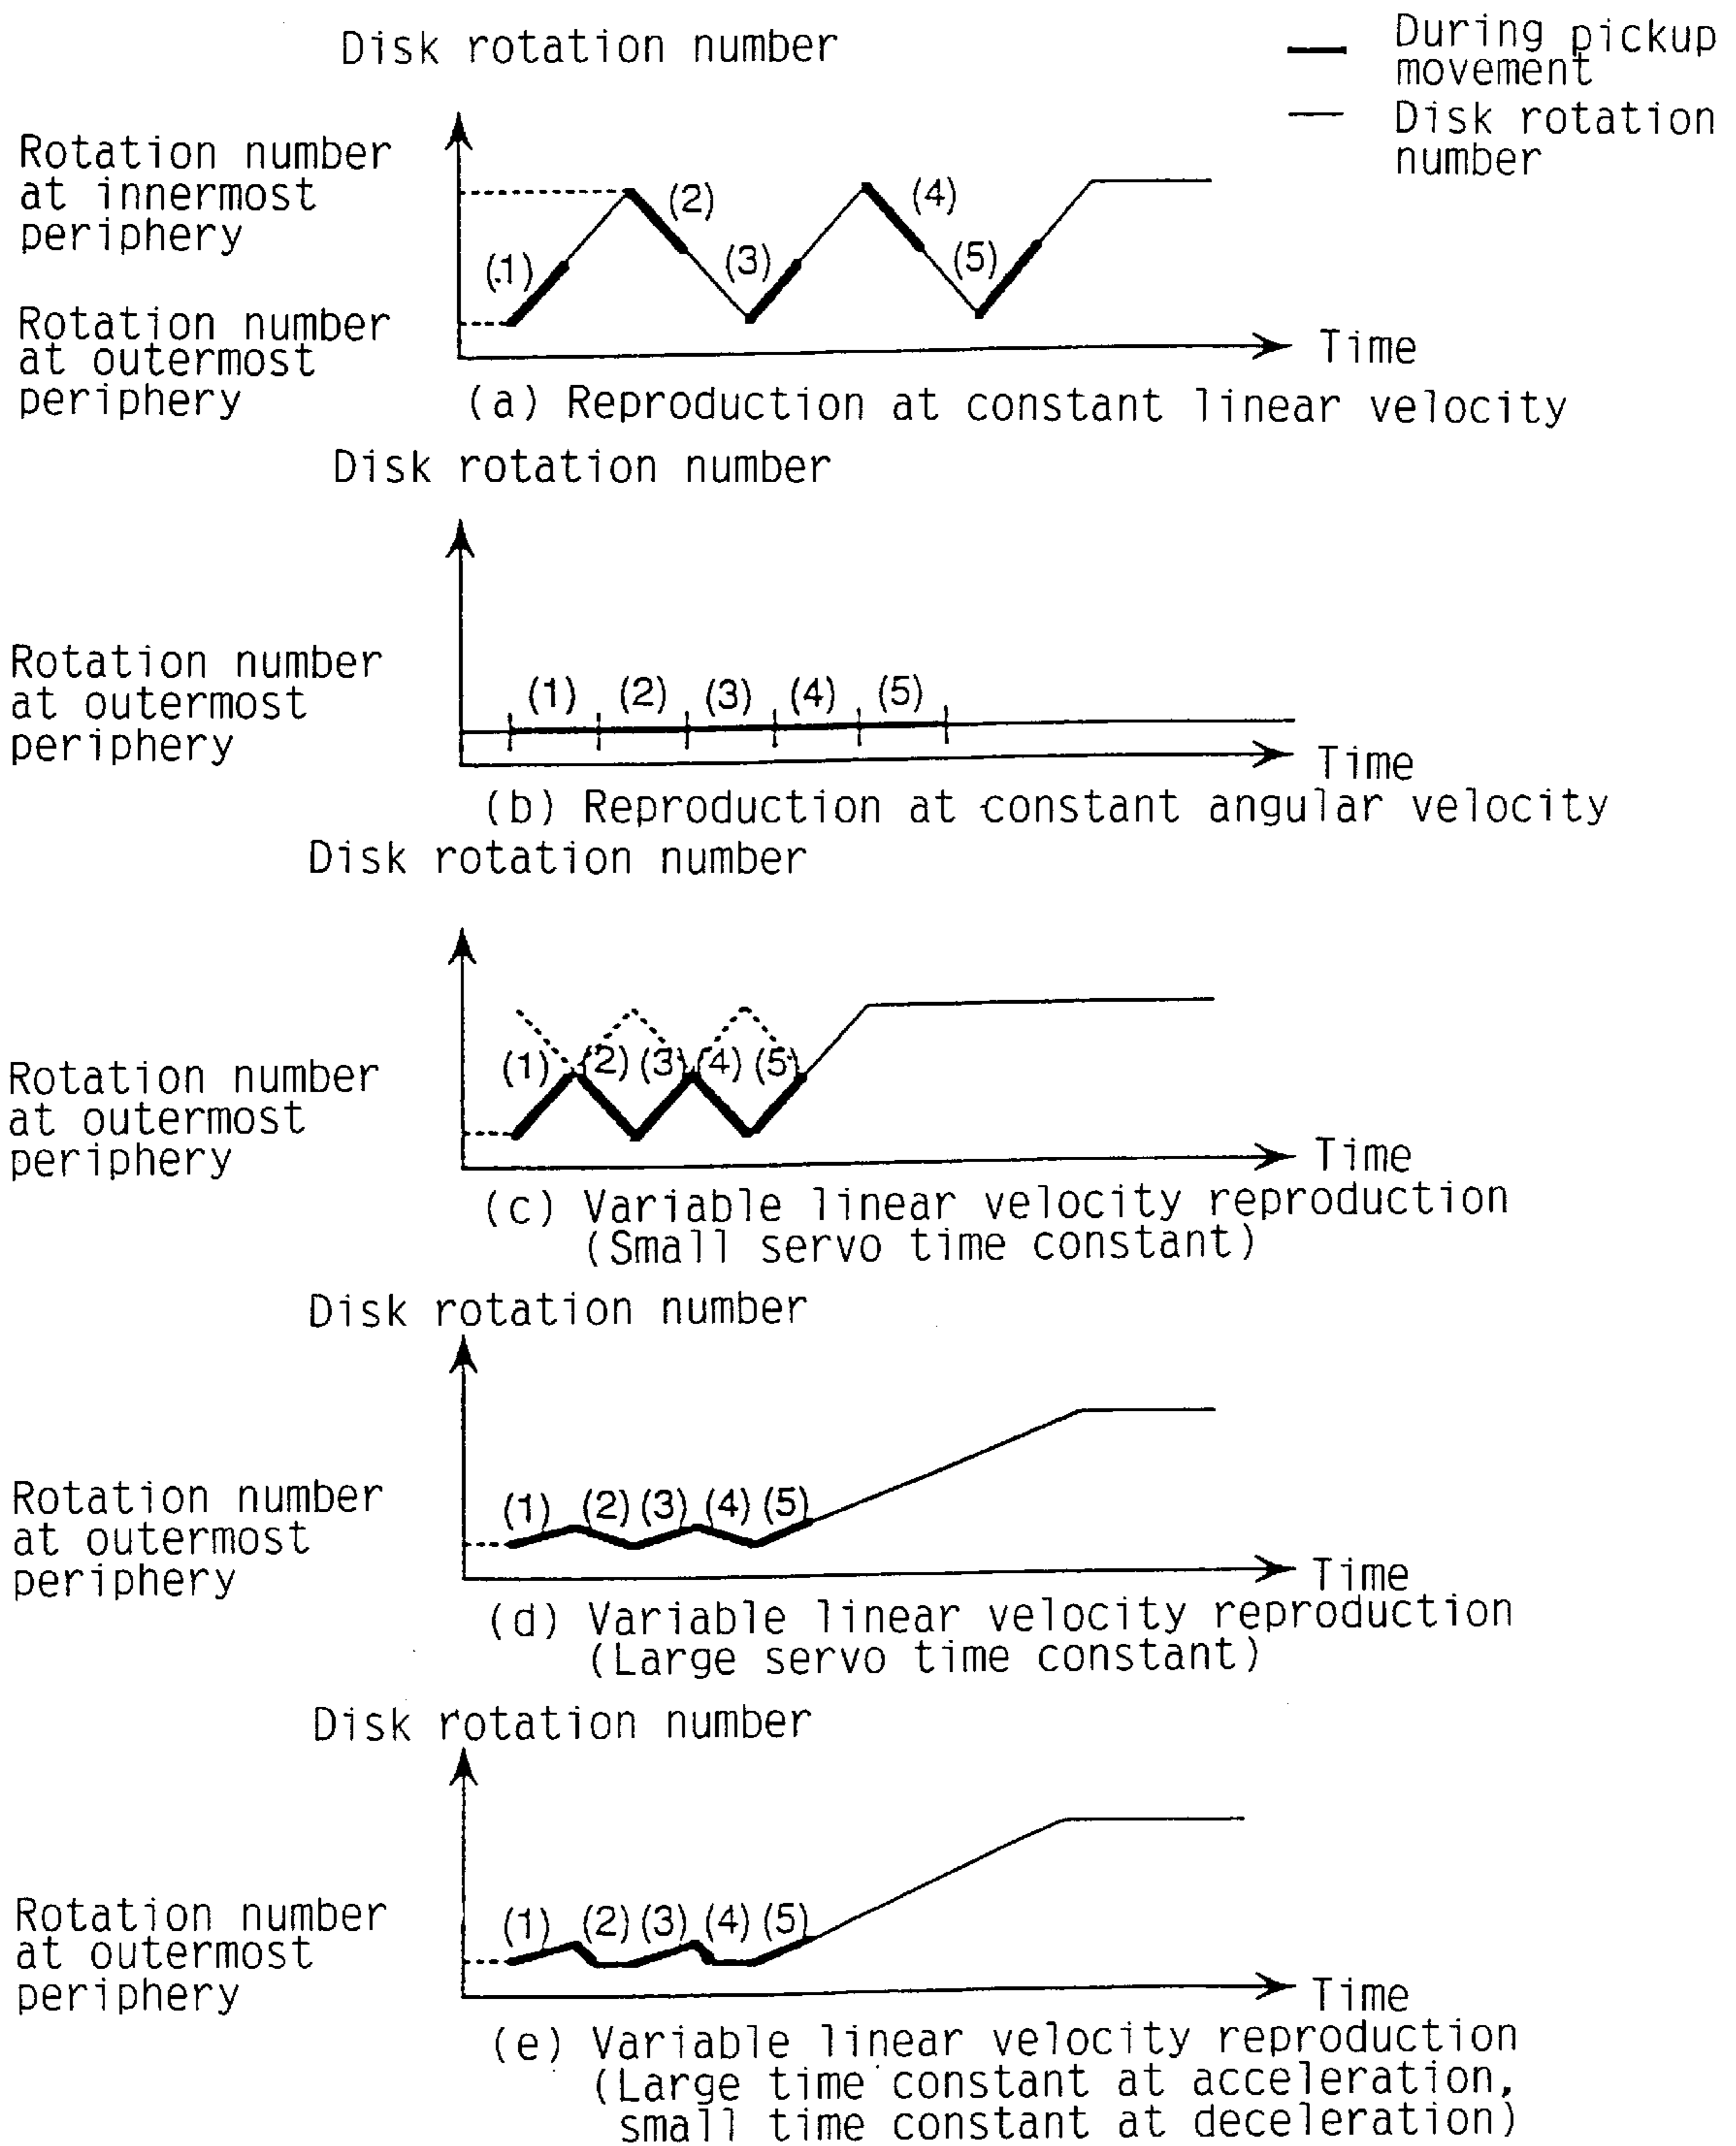 Disk rotation number
During pickup
movement
Disk rotation
number
Rotation number
at innermost
periphery
(1)
(2)
(3)
(4)
(5)
Rotation number
at outermost
periphery
Time
(a) Reproduction at constant linear velocity
Disk rotation number
Rotation number
at outermost
periphery
(1) (2) (3) (4) (5)
Time
(b) Reproduction at constant angular velocity
Disk rotation number
Rotation number
at outermost
periphery
(1) (2) (3) (4) (5)
Time
(c) Variable linear velocity reproduction
(Small servo time constant)
Disk rotation number
Rotation number
at outermost
periphery
(1) (2) (3) (4) (5)
Time
(d) Variable linear velocity reproduction
(Large servo time constant)
Disk rotation number
Rotation number
at outermost
periphery
(1) (2) (3) (4) (5)
Time
(e) Variable linear velocity reproduction
(Large time constant at acceleration,
small time constant at deceleration)